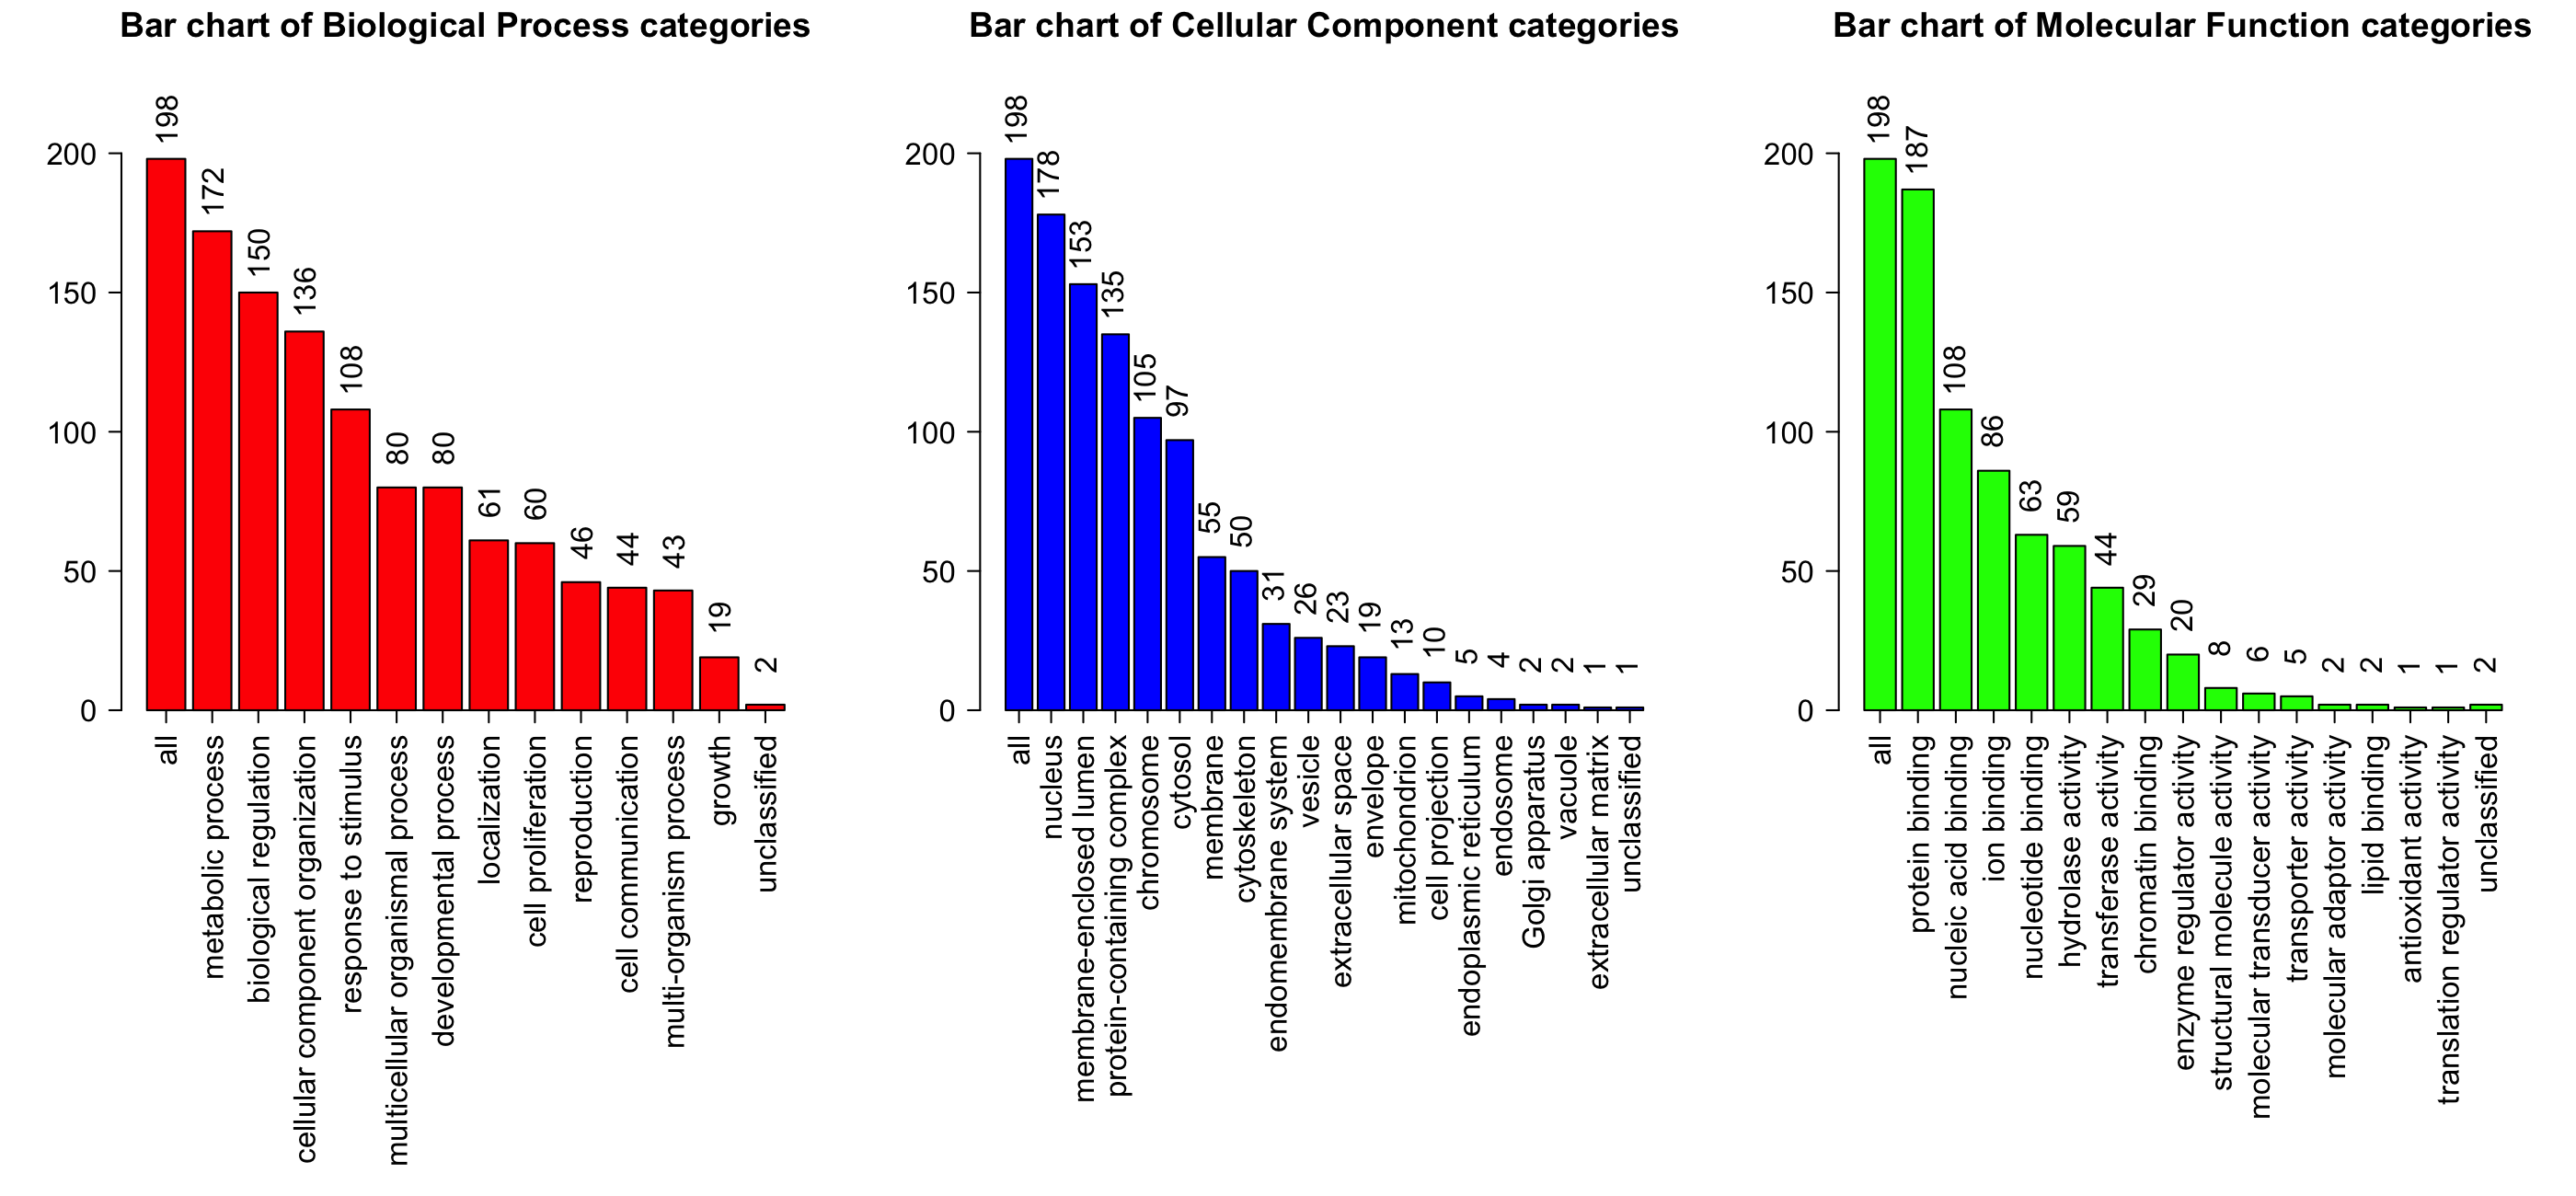 Bar chart of Biological Process categories
200
150
100
50
0
198
172
150
136
108
80
80
61
60
46
44
43
19
2
all
metabolic process
biological regulation
cellular component organization
response to stimulus
multicellular organismal process
developmental process
localization
cell proliferation
reproduction
cell communication
multi-organism process
growth
unclassified
Bar chart of Cellular Component categories
200
150
100
50
0
198
178
153
135
105
97
55
50
31
26
23
19
13
10
5
4
2
2
1
1
all
nucleus
membrane-enclosed lumen
protein-containing complex
chromosome
cytosol
membrane
cytoskeleton
endomembrane system
vesicle
extracellular space
envelope
mitochondrion
cell projection
endoplasmic reticulum
endosome
Golgi apparatus
vacuole
extracellular matrix
unclassified
Bar chart of Molecular Function categories
200
150
100
50
0
198
187
108
86
63
59
44
29
20
8
6
5
2
2
1
1
2
all
protein binding
nucleic acid binding
ion binding
nucleotide binding
hydrolase activity
transferase activity
chromatin binding
enzyme regulator activity
structural molecule activity
molecular transducer activity
transporter activity
molecular adaptor activity
lipid binding
antioxidant activity
translation regulator activity
unclassified